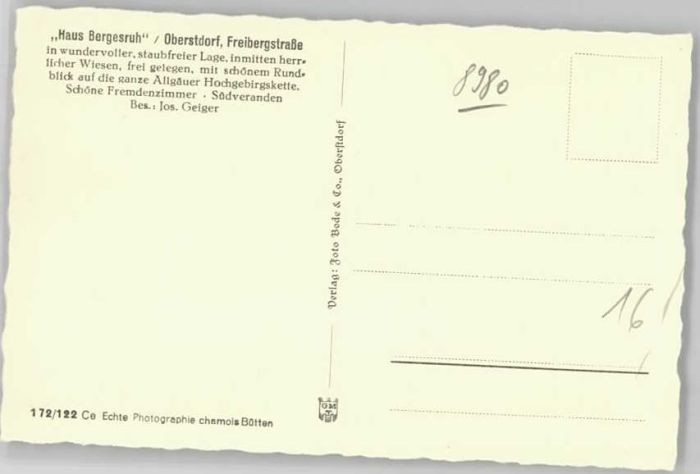 „Haus Bergesruh" / Oberstdorf, Freibergstraße
in wundervoller, staubfreier Lage, inmitten herr-
licher Wiesen, frei gelegen, mit schönem Rund-
blick auf die ganze Allgäuer Hochgebirgskette.
Schöne Fremdenzimmer · Südveranden
Bes.: Jos. Geiger
172/122 Ce Echte Photographie chamois Bütten
Verlag: Foto Bode & Co., Oberstdorf
8980
16